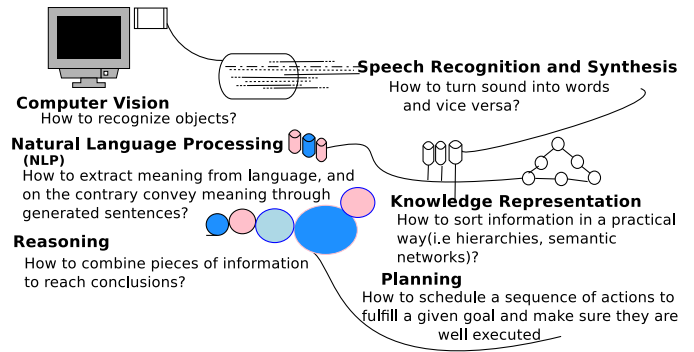 Computer Vision
How to recognize objects?
Speech Recognition and Synthesis
How to turn sound into words
and vice versa?
Natural Language Processing
(NLP)
How to extract meaning from language, and
on the contrary convey meaning through
generated sentences?
Knowledge Representation
How to sort information in a practical
way(i.e hierarchies, semantic
networks)?
Reasoning
How to combine pieces of information
to reach conclusions?
Planning
How to schedule a sequence of actions to
fulfill a given goal and make sure they are
well executed